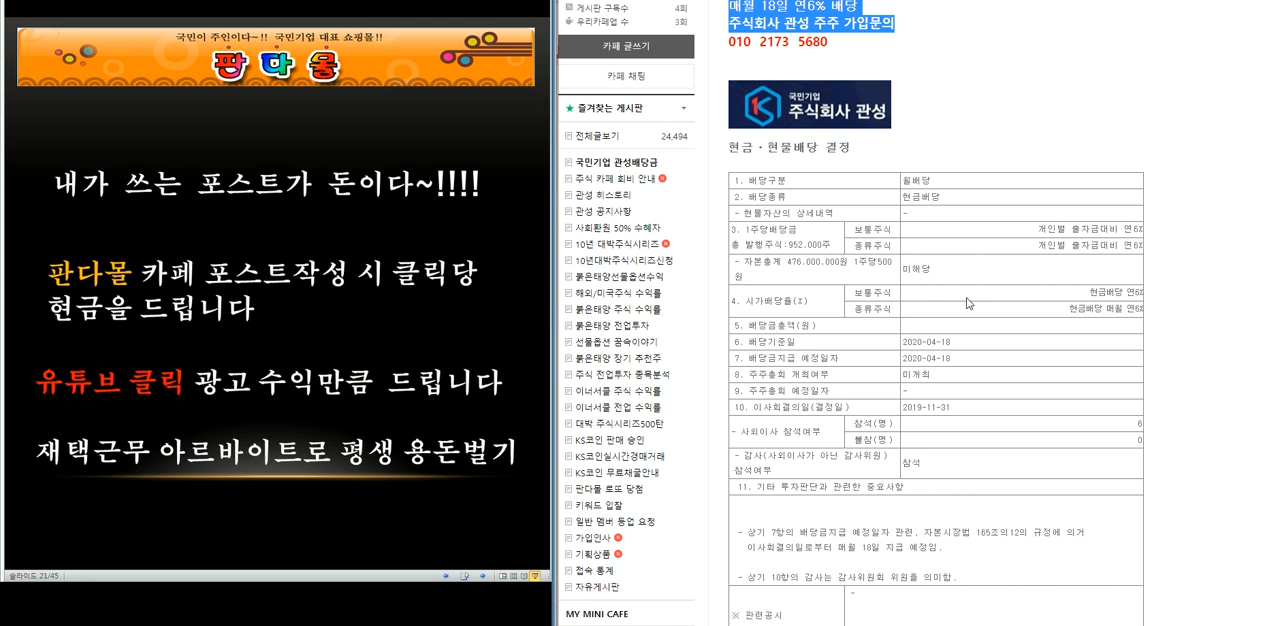 국민이 주인이다~!! 국민기업 대표 쇼핑몰!!
판다몰
내가 쓰는 포스트가 돈이다~!!!!
판다몰 카페 포스트작성 시 클릭당
현금을 드립니다
유튜브 클릭 광고 수익만큼 드립니다
재택근무 아르바이트로 평생 용돈벌기
슬라이드 21/45
게시판 구독수 4회
우리카페앱 수 3회
카페 글쓰기
카페 채팅
즐겨찾는 게시판
전체글보기 24,494
국민기업 관성배당금
주식 카페 회비 안내 N
관성 히스토리
관성 공지사항
사회환원 50% 수혜자
10년 대박주식시리즈 N
10년대박주식시리즈신청
붉은태양선물옵션수익
해외/미국주식 수익률
붉은태양 주식 수익률
붉은태양 전업투자
선물옵션 꿈속이야기
붉은태양 장기 추천주
주식 전업투자 종목분석
이너서클 주식 수익률
이너서클 전업 수익률
대박 주식시리즈500탄
KS코인 판매 승인
KS코인실시간경매거래
KS코인 무료채굴안내
판다몰 로또 당첨
키워드 입찰
일반 멤버 등업 요청
가입인사 N
기획상품 N
접속 통계
자유게시판
MY MINI CAFE
매월 18일 연6% 배당
주식회사 관성 주주 가입문의
010 2173 5680
국민기업
주식회사 관성
현금ㆍ현물배당 결정
1. 배당구분 월배당
2. 배당종류 현금배당
- 현물자산의 상세내역 -
3. 1주당배당금 보통주식 개인별 출자금대비 연6%
총 발행주식:952.000주 종류주식 개인별 출자금대비 연6%
- 자본총계 476.000.000원 1주당500
원 미해당
4. 시가배당율(%) 보통주식 현금배당 연6%
종류주식 현금배당 매월 연6%
5. 배당금총액(원)
6. 배당기준일 2020-04-18
7. 배당금지급 예정일자 2020-04-18
8. 주주총회 개최여부 미개최
9. 주주총회 예정일자 -
10. 이사회결의일(결정일) 2019-11-31
- 사외이사 참석여부 참석(명) 6
불참(명) 0
- 감사(사외이사가 아닌 감사위원)
참석여부 참석
11. 기타 투자판단과 관련한 중요사항
- 상기 7항의 배당금지급 예정일자 관련, 자본시장법 165조의12의 규정에 의거
이사회결의일로부터 매월 18일 지급 예정임.
- 상기 10항의 감사는 감사위원회 위원을 의미함.
※ 관련공시 -